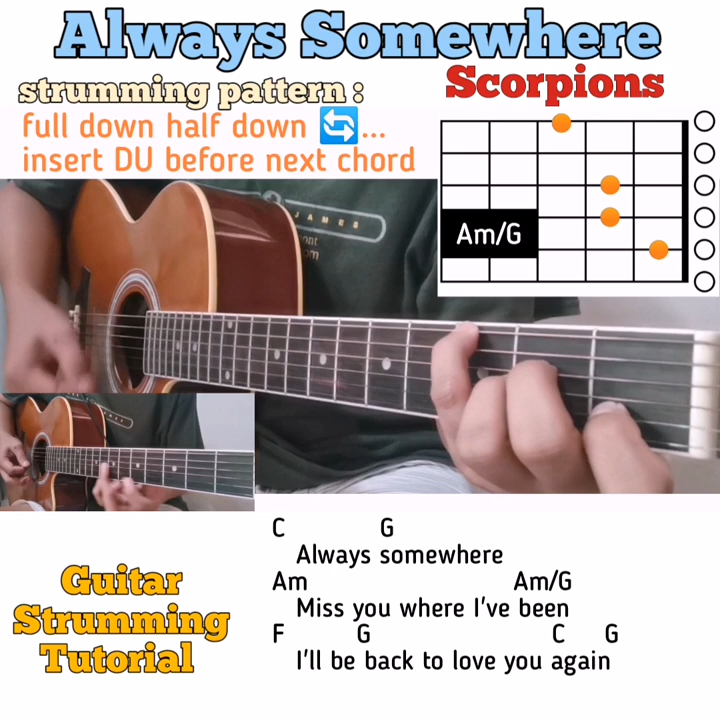 Always Somewhere
Scorpions
strumming pattern :
full down half down 🔄...
insert DU before next chord
Am/G
JAMES
C G
Always somewhere
Am Am/G
Miss you where I've been
F G C G
I'll be back to love you again
Guitar
Strumming
Tutorial